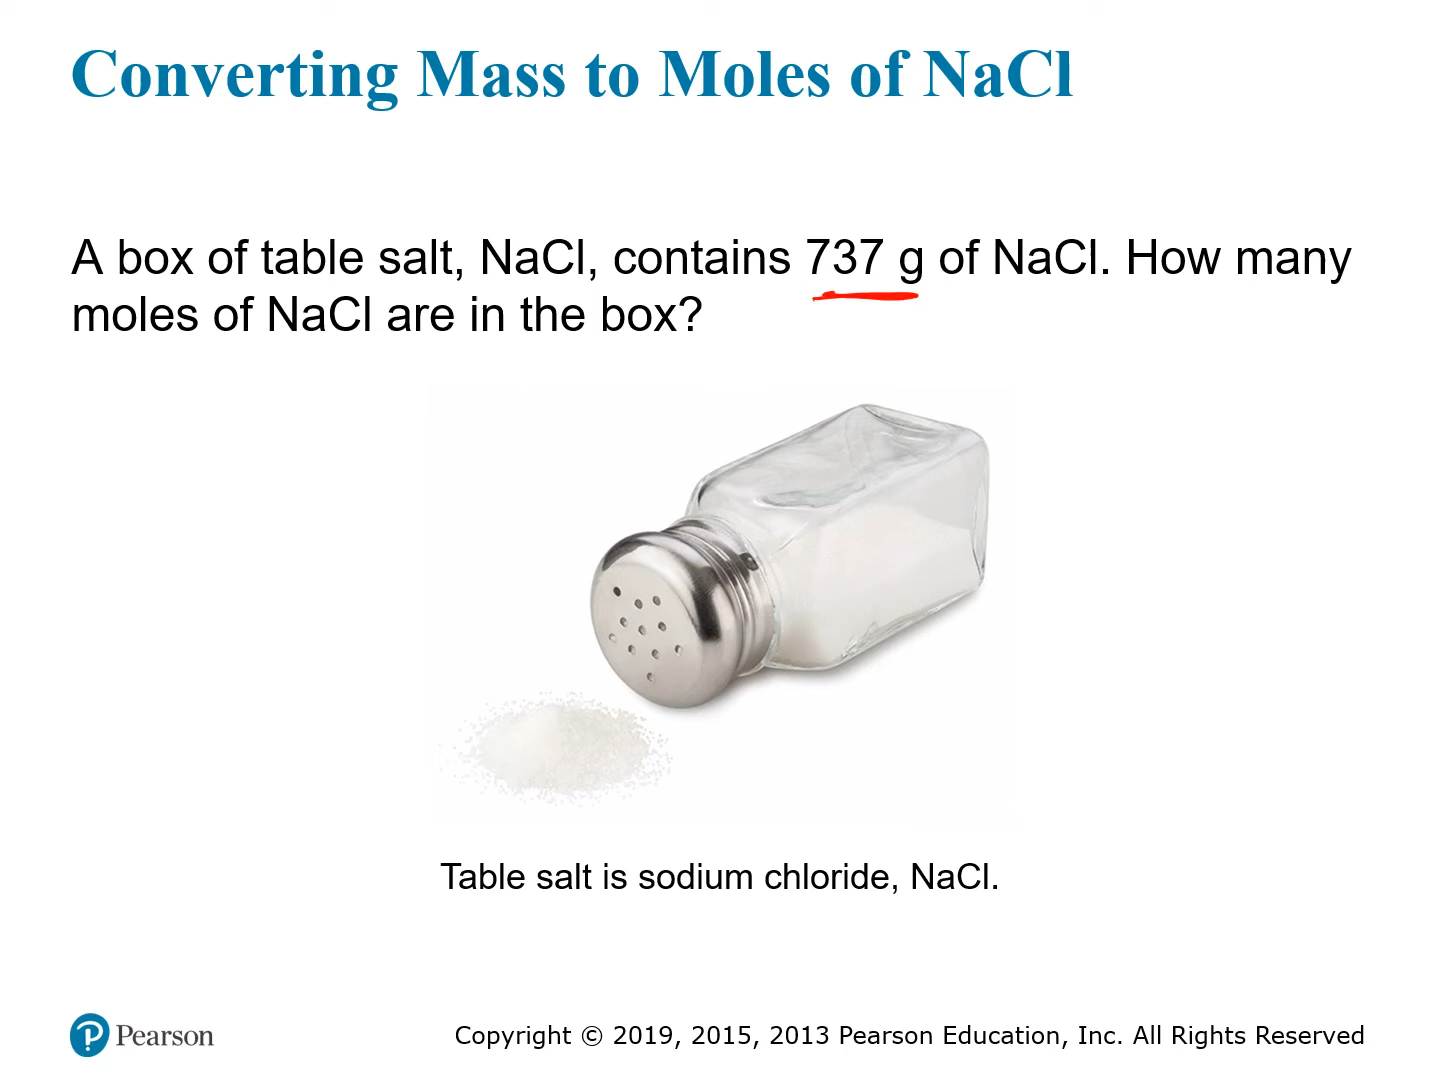 Converting Mass to Moles of NaCl
A box of table salt, NaCl, contains 737 g of NaCl. How many
moles of NaCl are in the box?
Table salt is sodium chloride, NaCl.
Pearson
Copyright © 2019, 2015, 2013 Pearson Education, Inc. All Rights Reserved